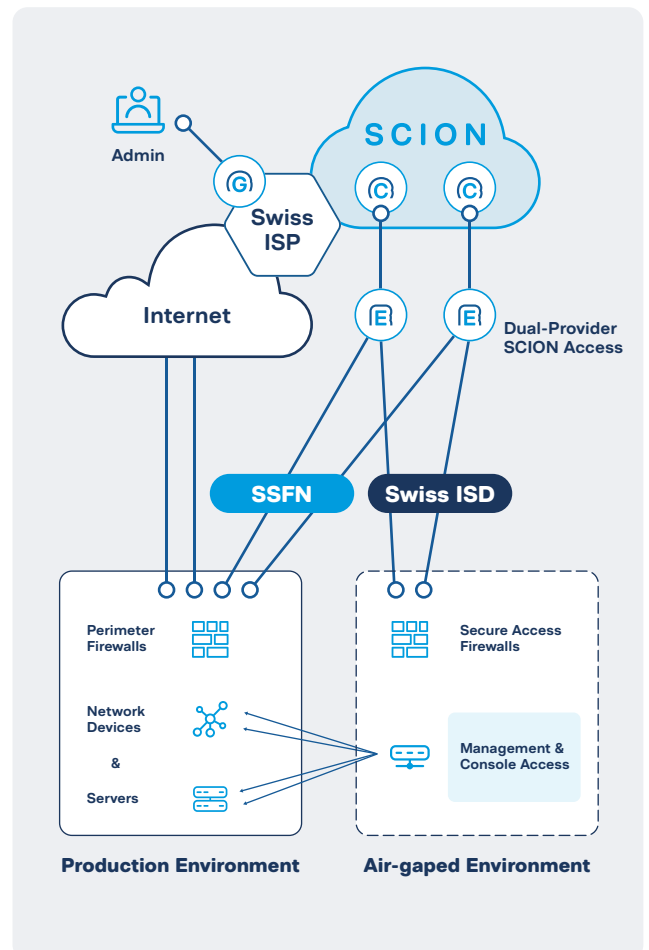 SCION
Admin
G
C
C
Swiss
ISP
Internet
E
E
Dual-Provider
SCION Access
SSFN
Swiss ISD
Perimeter
Firewalls
Secure Access
Firewalls
Network
Devices
&
Servers
Management &
Console Access
Production Environment
Air-gaped Environment